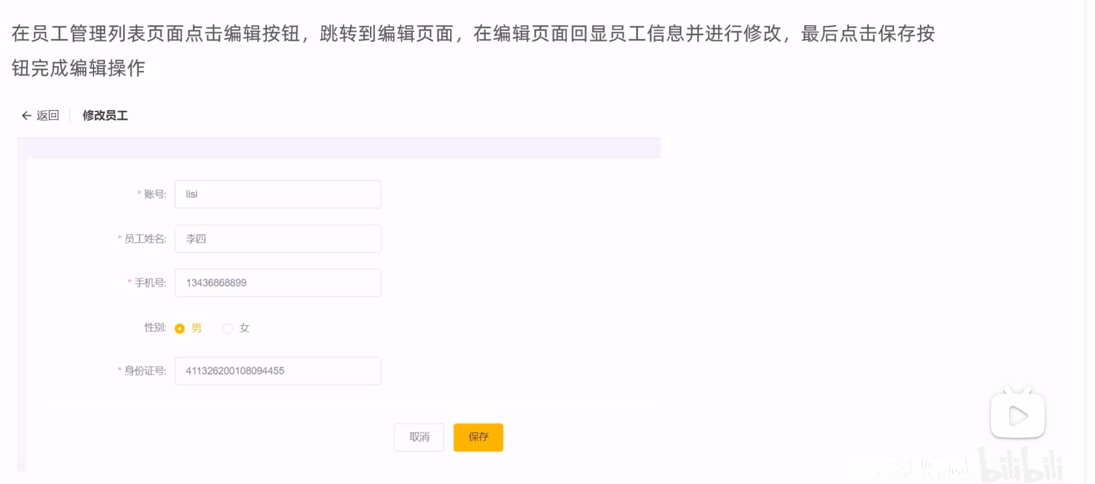 在员工管理列表页面点击编辑按钮，跳转到编辑页面，在编辑页面回显员工信息并进行修改，最后点击保存按
钮完成编辑操作
← 返回 修改员工
* 账号: lisi
* 员工姓名: 李四
* 手机号: 13436868899
性别: 男 女
* 身份证号: 411326200108094455
取消 保存
bilibili